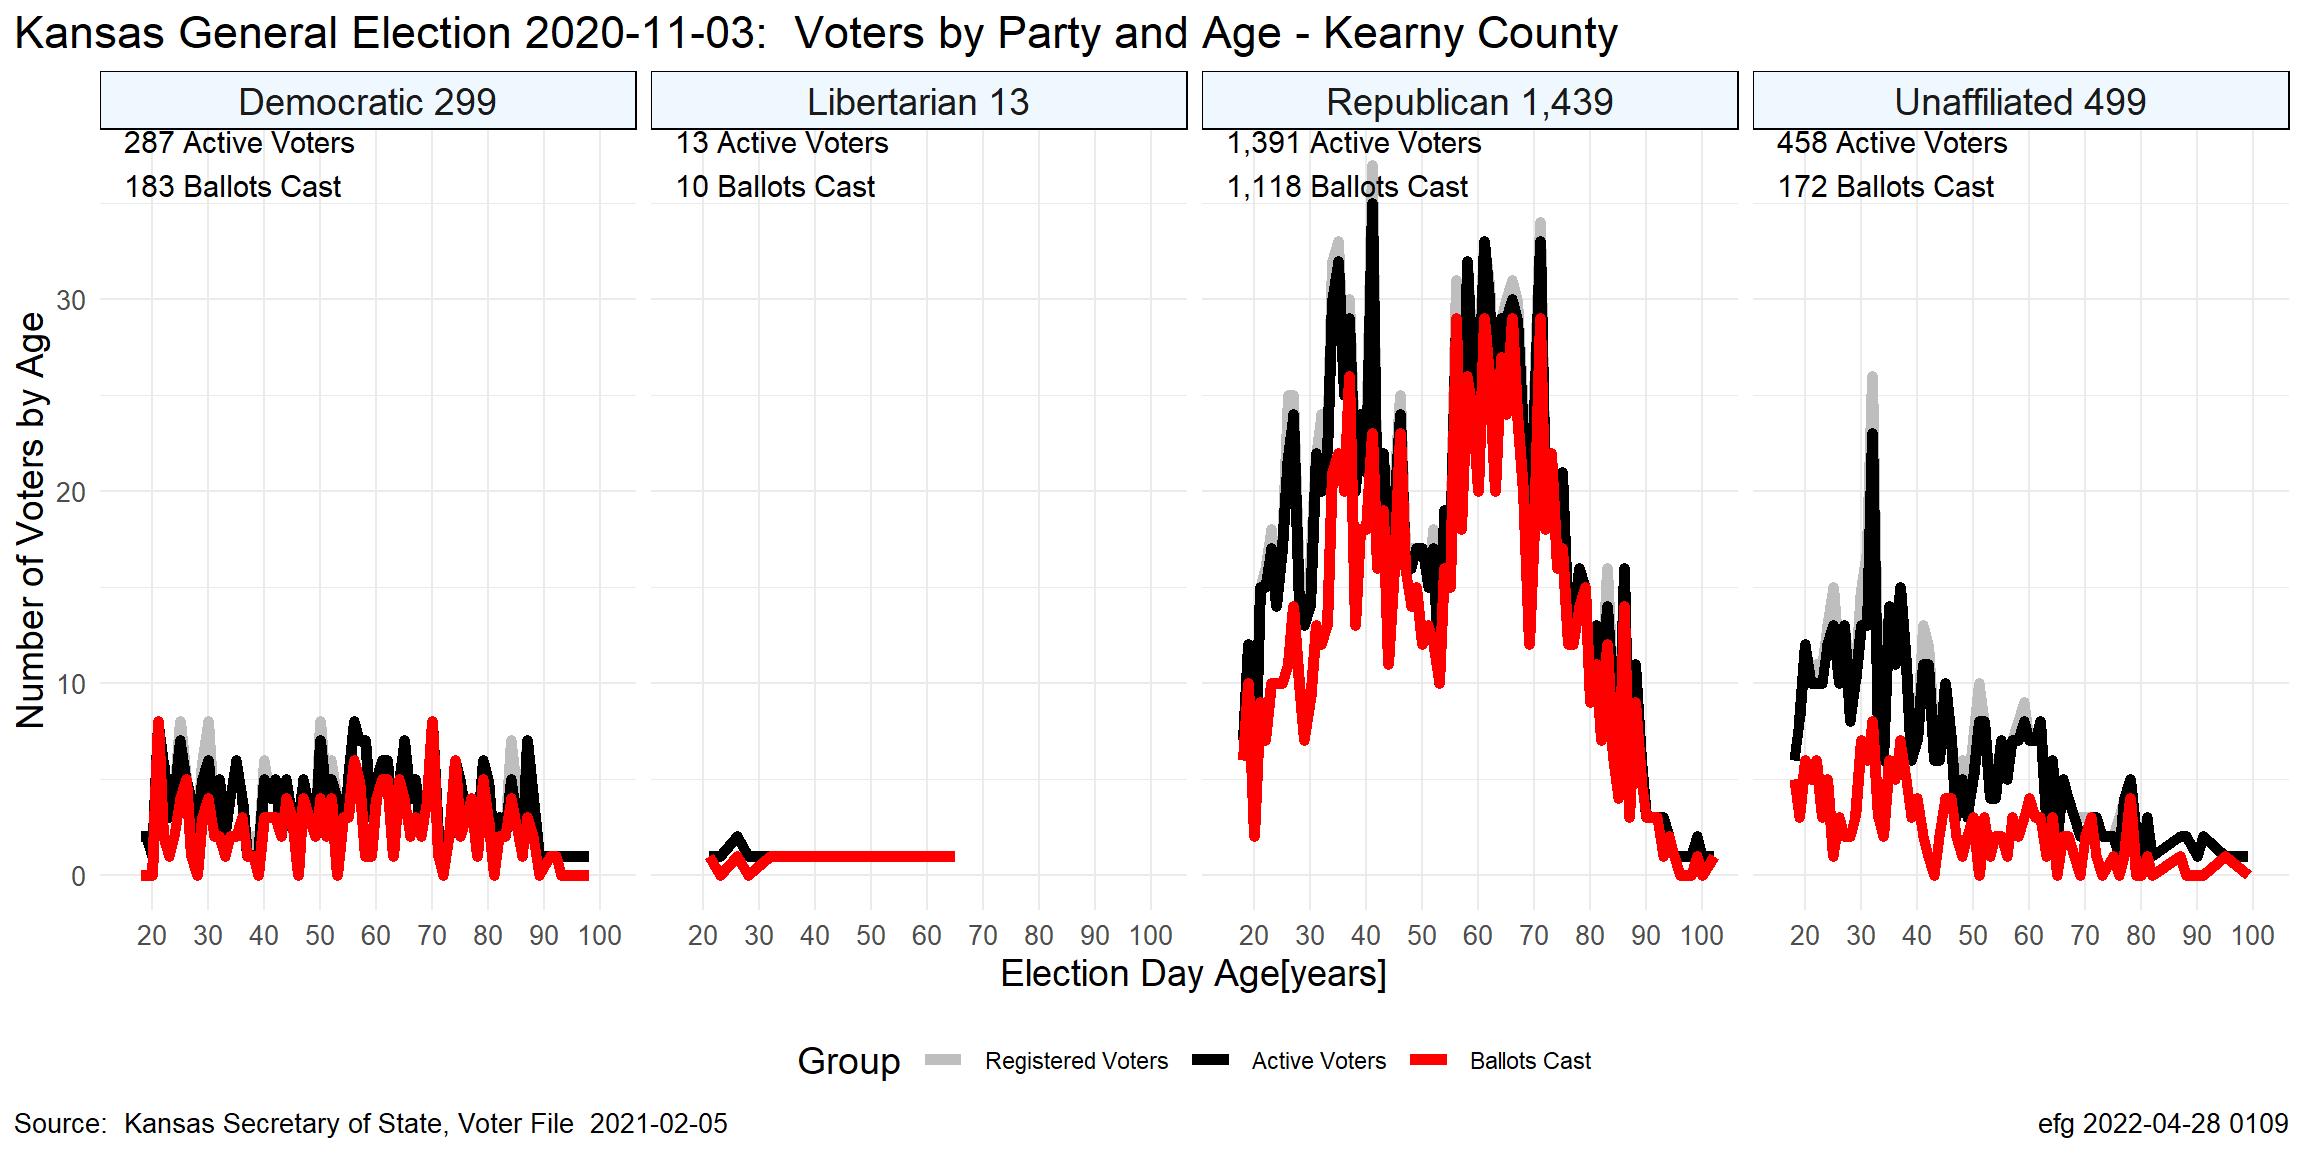 Kansas General Election 2020-11-03:  Voters by Party and Age - Kearny County
Democratic 299
Libertarian 13
Republican 1,439
Unaffiliated 499
287 Active Voters
183 Ballots Cast
13 Active Voters
10 Ballots Cast
1,391 Active Voters
1,118 Ballots Cast
458 Active Voters
172 Ballots Cast
Number of Voters by Age
30
20
10
0
20 30 40 50 60 70 80 90 100
20 30 40 50 60 70 80 90 100
20 30 40 50 60 70 80 90 100
20 30 40 50 60 70 80 90 100
Election Day Age[years]
Group Registered Voters Active Voters Ballots Cast
Source:  Kansas Secretary of State, Voter File  2021-02-05
efg 2022-04-28 0109